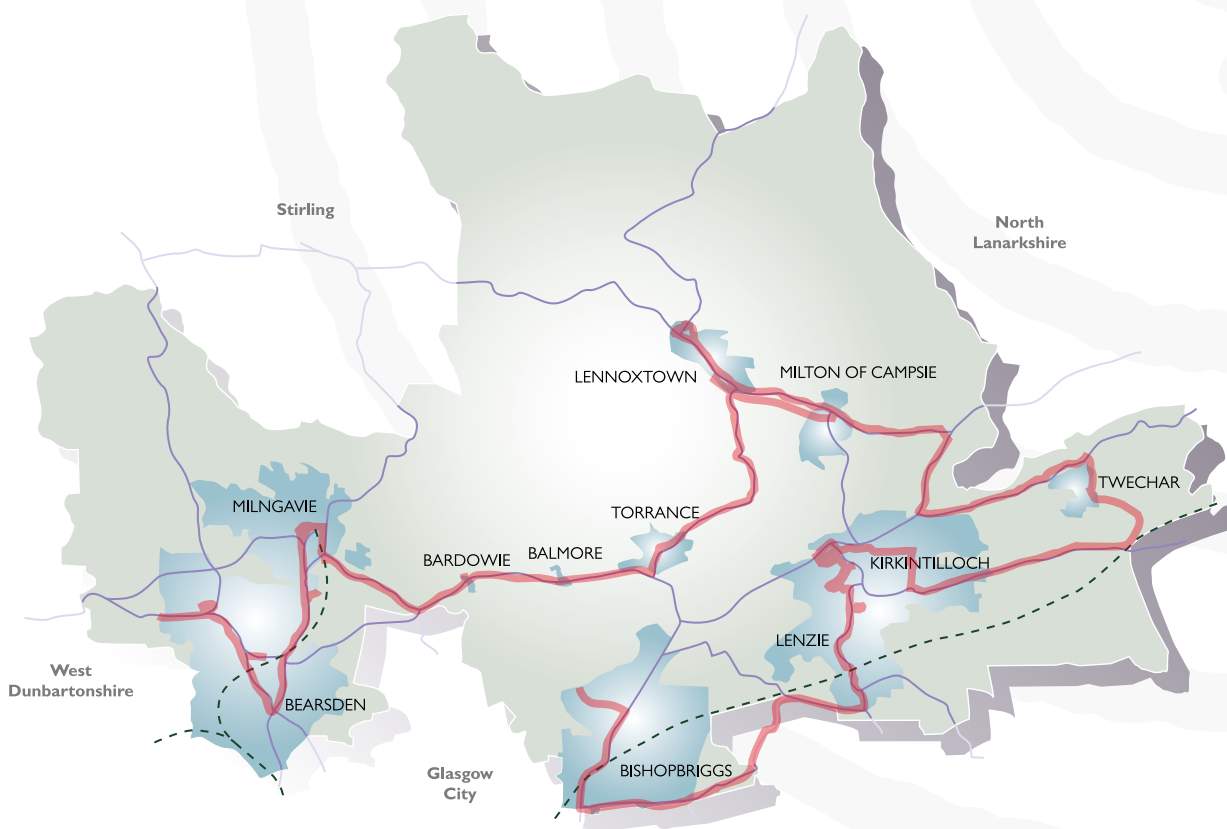 Stirling
North
Lanarkshire
LENNOXTOWN
MILTON OF CAMPSIE
TWECHAR
MILNGAVIE
TORRANCE
BARDOWIE
BALMORE
KIRKINTILLOCH
LENZIE
West
Dunbartonshire
BEARSDEN
Glasgow
City
BISHOPBRIGGS